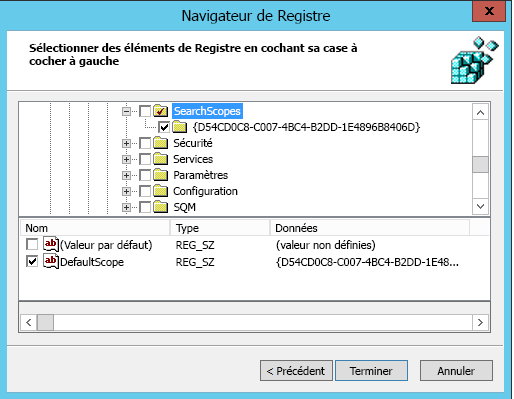 Navigateur de Registre
x
Sélectionner des éléments de Registre en cochant sa case à
cocher à gauche
SearchScopes
{D54CD0C8-C007-4BC4-B2DD-1E4896B8406D}
Sécurité
Services
Paramètres
Configuration
SQM
Nom Type Données
ab (Valeur par défaut) REG_SZ (valeur non définies)
ab DefaultScope REG_SZ {D54CD0C8-C007-4BC4-B2DD-1E48...
< Précédent Terminer Annuler